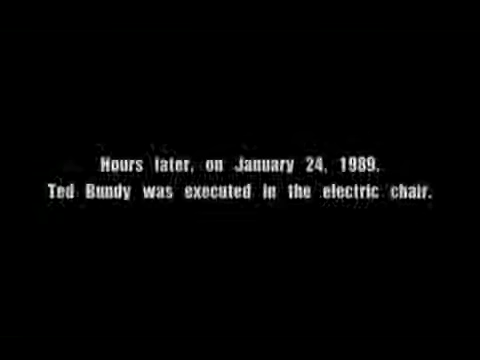 Hours later, on January 24, 1989,
Ted Bundy was executed in the electric chair.